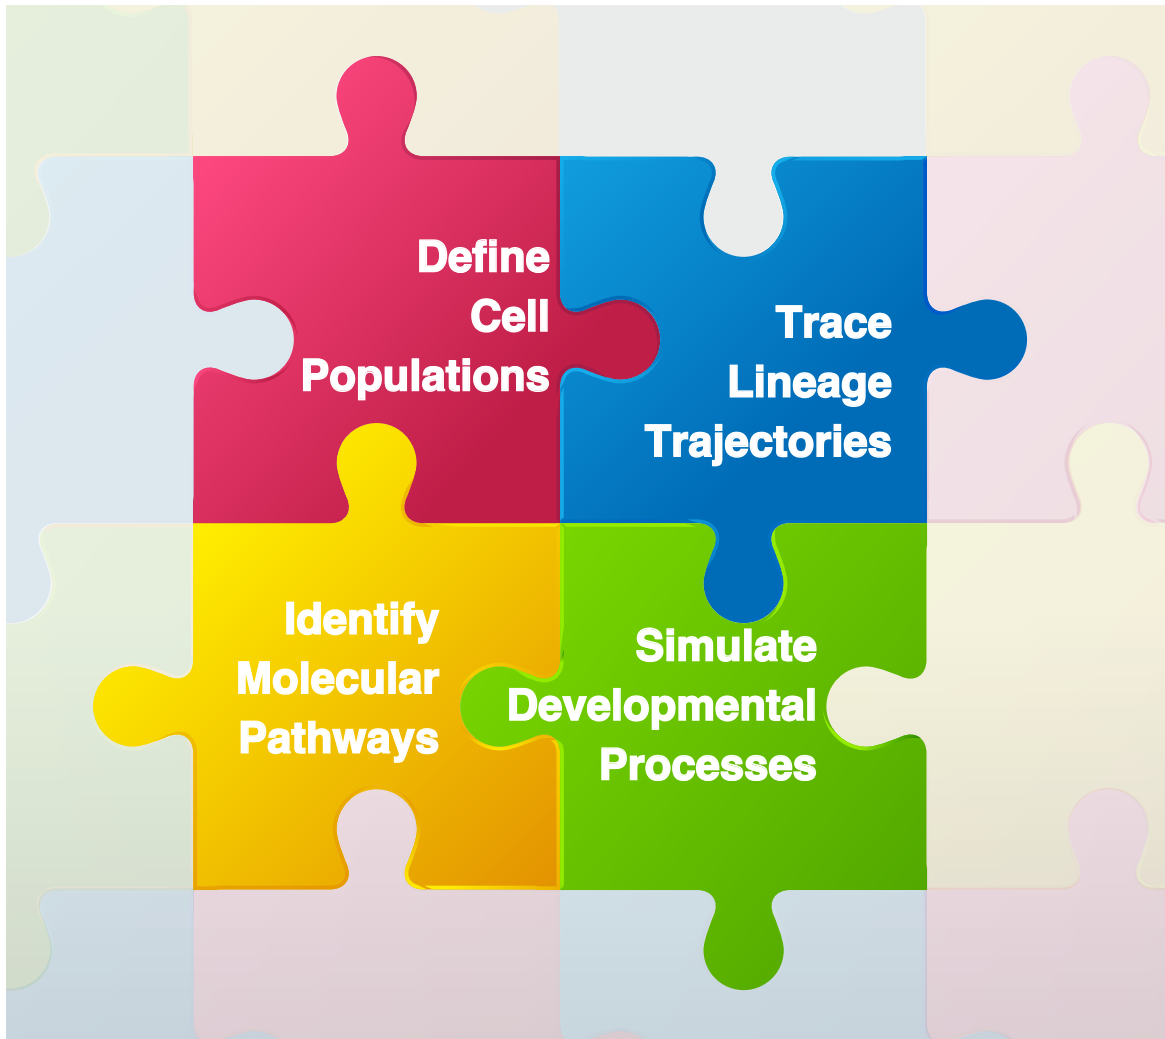 Define
Cell
Populations
Trace
Lineage
Trajectories
Identify
Molecular
Pathways
Simulate
Developmental
Processes